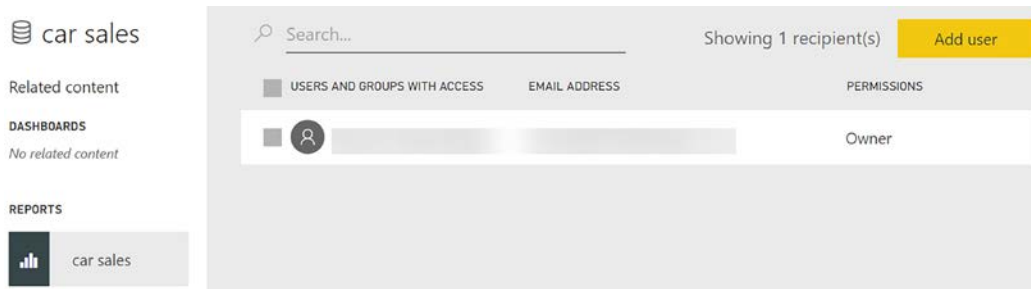 car sales
Related content
DASHBOARDS
No related content
REPORTS
car sales
Search...
Showing 1 recipient(s)
Add user
USERS AND GROUPS WITH ACCESS
EMAIL ADDRESS
PERMISSIONS
Owner